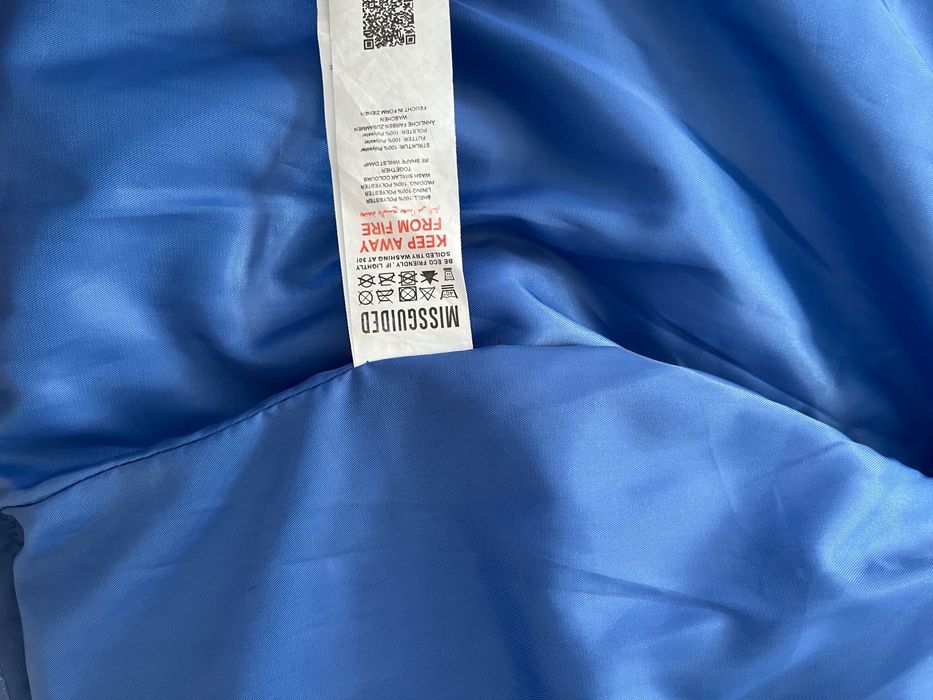 MISSGUIDED
BE ECO FRIENDLY, IF LIGHTLY
SOILED TRY WASHING AT 30!
KEEP AWAY
FROM FIRE
SHELL:100% POLYESTER
LINING:100% POLYESTER
PADDING :100% POLYESTER
WASH SIMILAR COLOURS
TOGETHER
RE SHAPE WHILST DAMP
STRUKTUR: 100% Polyester
FUTTER: 100% Polyester
POLSTER: 100% Polyester
ÄHNLICHE FARBEN ZUSAMMEN
WASCHEN
FEUCHT IN FORM ZIEHEN